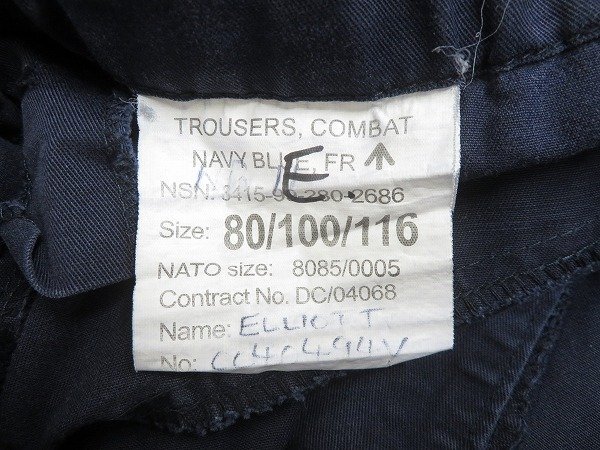 TROUSERS, COMBAT
NAVY BLUE, FR
E.
NSN: 2686
Size: 80/100/116
NATO size: 8085/0005
Contract No. DC/04068
Name: ELLIOTT
No: